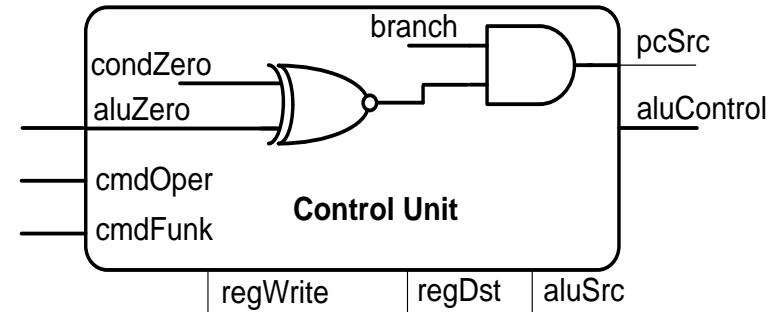 branch
pcSrc
condZero
aluZero
aluControl
cmdOper
Control Unit
cmdFunk
regWrite
regDst
aluSrc